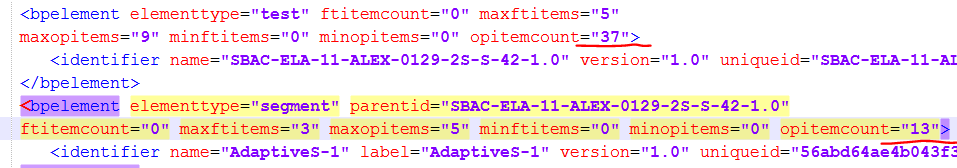 <bpelement elementtype="test" ftitemcount="0" maxftitems="5"
maxopitems="9" minftitems="0" minopitems="0" opitemcount="37">
<identifier name="SBAC-ELA-11-ALEX-0129-2S-S-42-1.0" version="1.0" uniqueid="SBAC-ELA-11-AL
</bpelement>
<bpelement elementtype="segment" parentid="SBAC-ELA-11-ALEX-0129-2S-S-42-1.0"
ftitemcount="0" maxftitems="3" maxopitems="5" minftitems="0" minopitems="0" opitemcount="13">
<identifier name="AdaptiveS-1" label="AdaptiveS-1" version="1.0" uniqueid="56abd64ae4b043f3